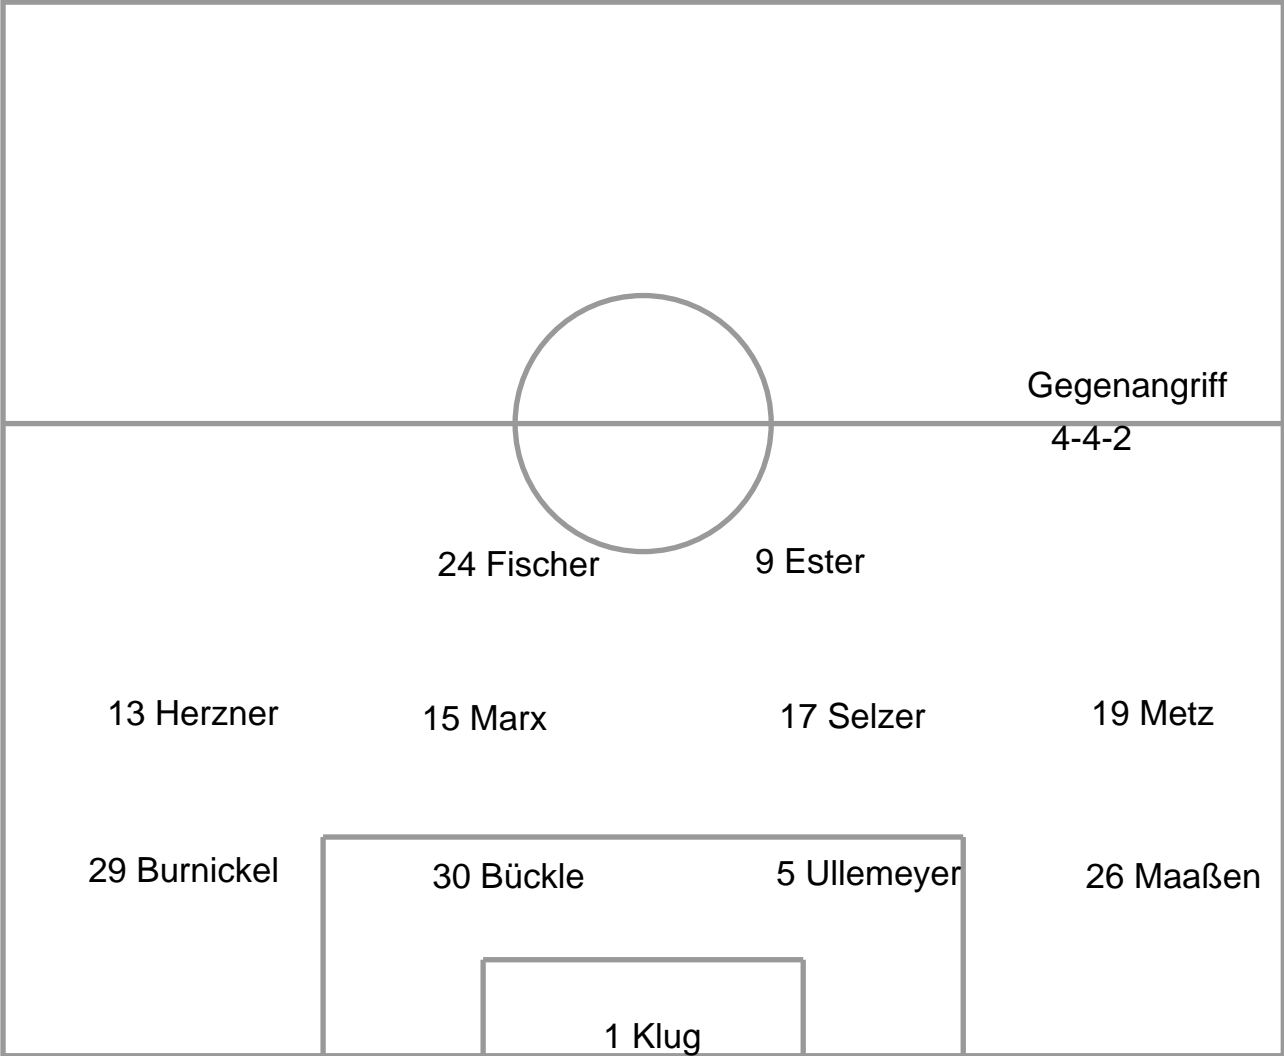 Gegenangriff
4-4-2
24 Fischer
9 Ester
13 Herzner
15 Marx
17 Selzer
19 Metz
29 Burnickel
30 Bückle
5 Ullemeyer
26 Maaßen
1 Klug